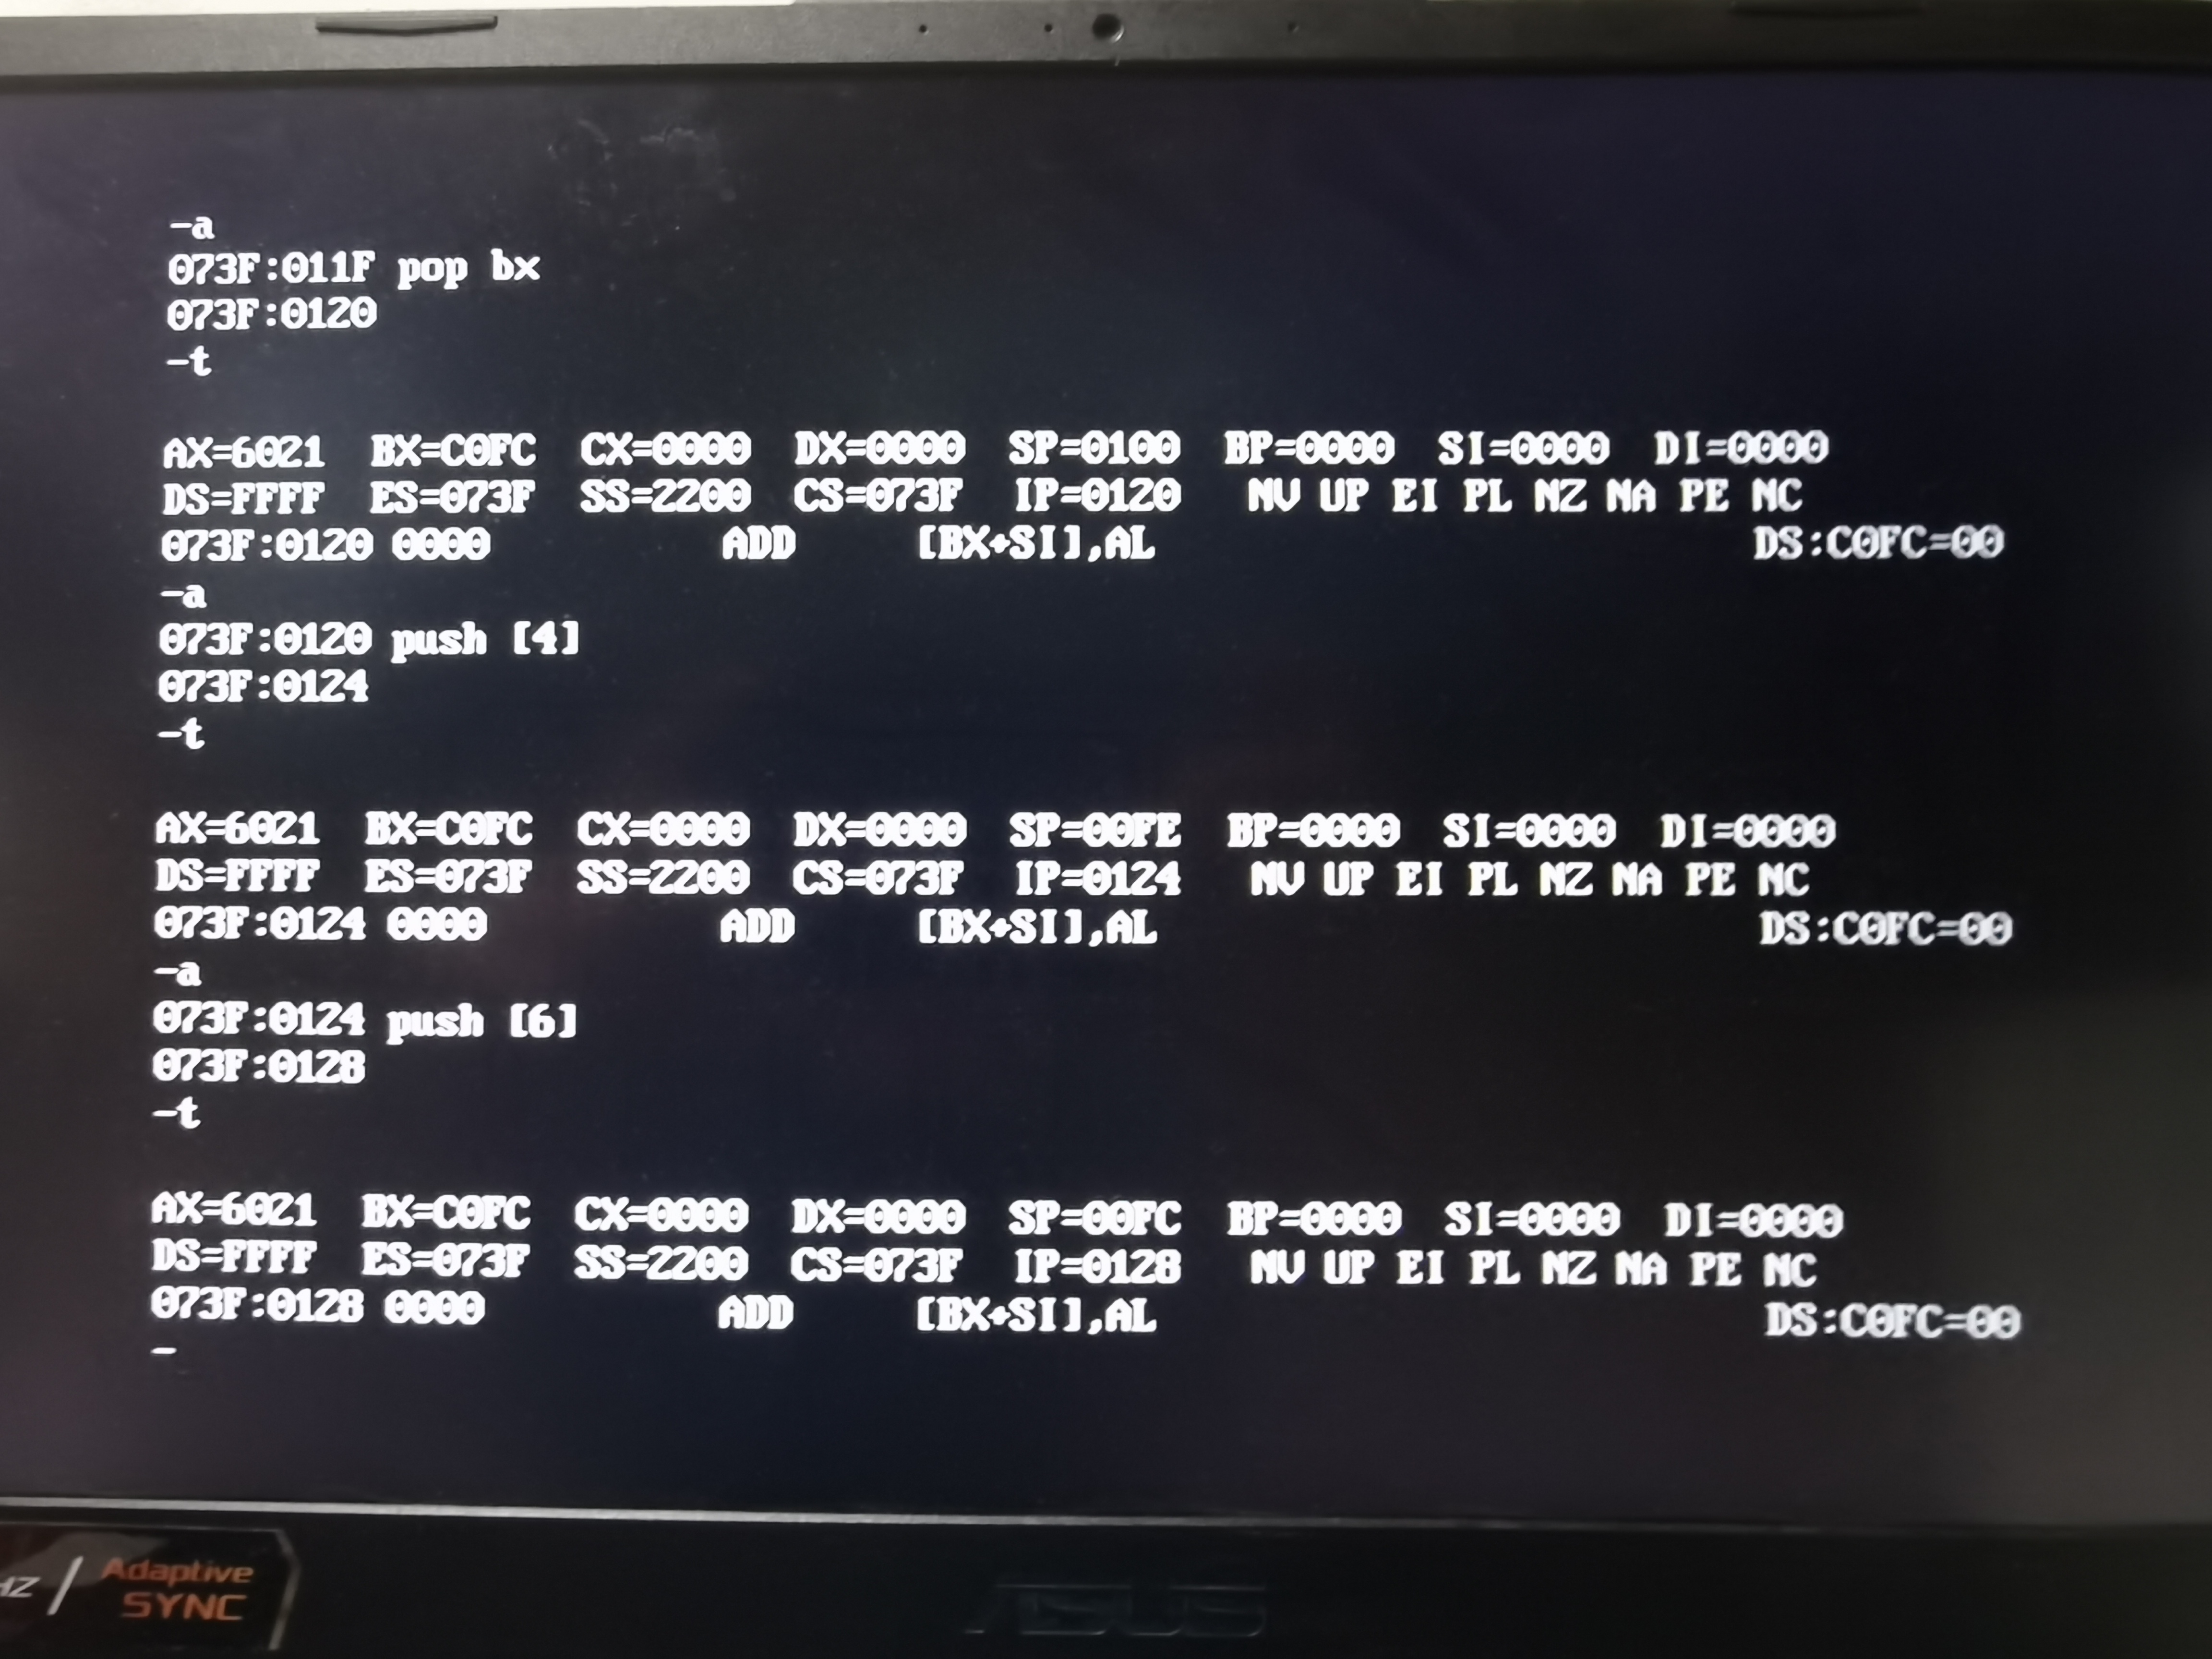 -a
073F:011F pop bx
073F:0120
-t
AX=6021 BX=C0FC CX=0000 DX=0000 SP=0100 BP=0000 SI=0000 DI=0000
DS=FFFF ES=073F SS=2200 CS=073F IP=0120 NV UP EI PL NZ NA PE NC
073F:0120 0000 ADD [BX+SI],AL DS:C0FC=00
-a
073F:0120 push [4]
073F:0124
-t
AX=6021 BX=C0FC CX=0000 DX=0000 SP=00FE BP=0000 SI=0000 DI=0000
DS=FFFF ES=073F SS=2200 CS=073F IP=0124 NV UP EI PL NZ NA PE NC
073F:0124 0000 ADD [BX+SI],AL DS:C0FC=00
-a
073F:0124 push [6]
073F:0128
-t
AX=6021 BX=C0FC CX=0000 DX=0000 SP=00FC BP=0000 SI=0000 DI=0000
DS=FFFF ES=073F SS=2200 CS=073F IP=0128 NV UP EI PL NZ NA PE NC
073F:0128 0000 ADD [BX+SI],AL DS:C0FC=00
-
HZ / Adaptive
SYNC
ASUS